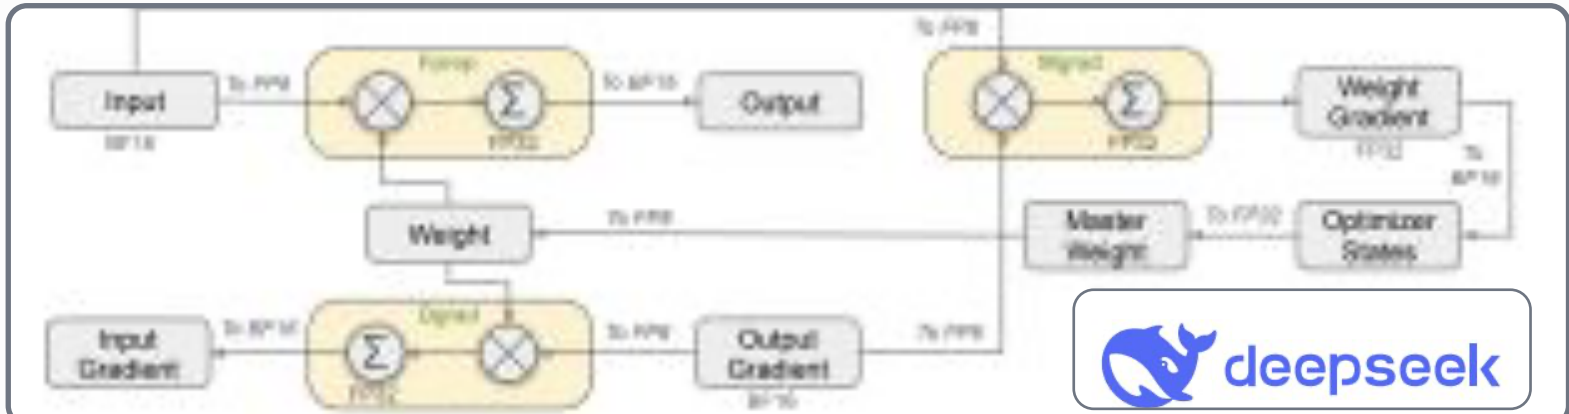 To FP8
Input
To FP8
Fprop
Σ
FP32
To BF16
Output
Wgrad
Σ
FP32
Weight
Gradient
FP32
BF16
To
BF16
Weight
To FP8
Master
Weight
To FP32
Optimizer
States
Input
Gradient
To BF16
Dgrad
Σ
FP32
To FP8
Output
Gradient
BF16
To FP8
deepseek